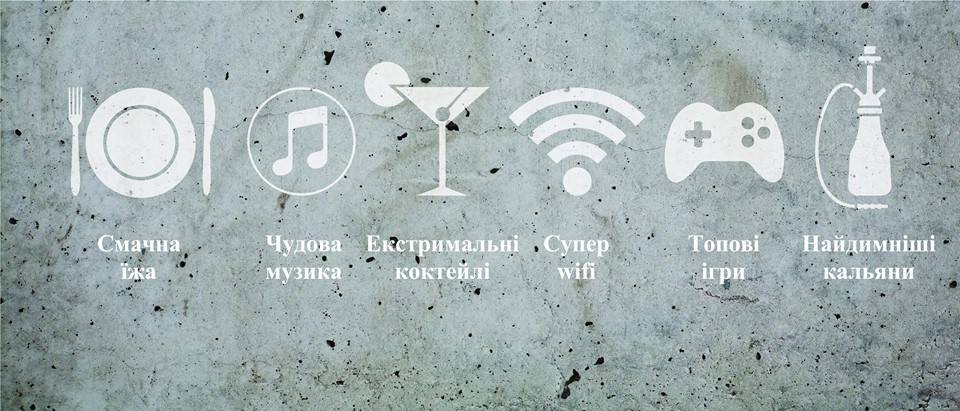 Смачна
їжа
Чудова
музика
Екстримальні
коктейлі
Супер
wifi
Топові
ігри
Найдимніші
кальяни